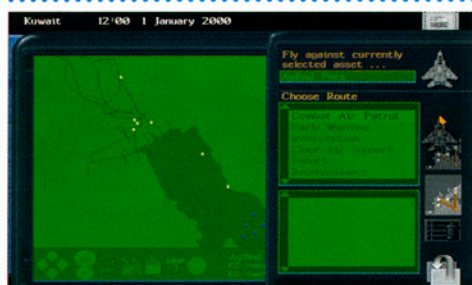 Kuwait 12:00 1 January 2000
Fly against currently
selected asset ...
Choose Route
Combat Air Patrol
Early Warning
Interdiction
Close Air Support
Escort
Reconnaissance